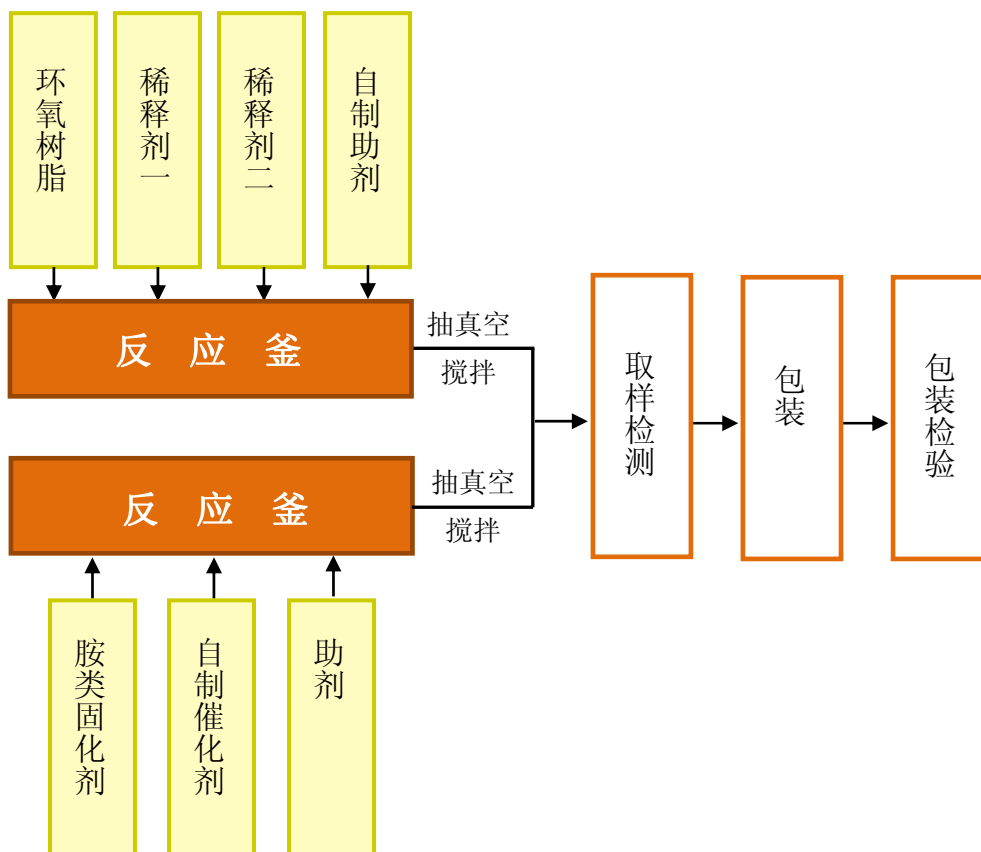 环氧树脂
稀释剂一
稀释剂二
自制助剂
反应釜
抽真空
搅拌
反应釜
抽真空
搅拌
取样检测
包装
包装检验
胺类固化剂
自制催化剂
助剂